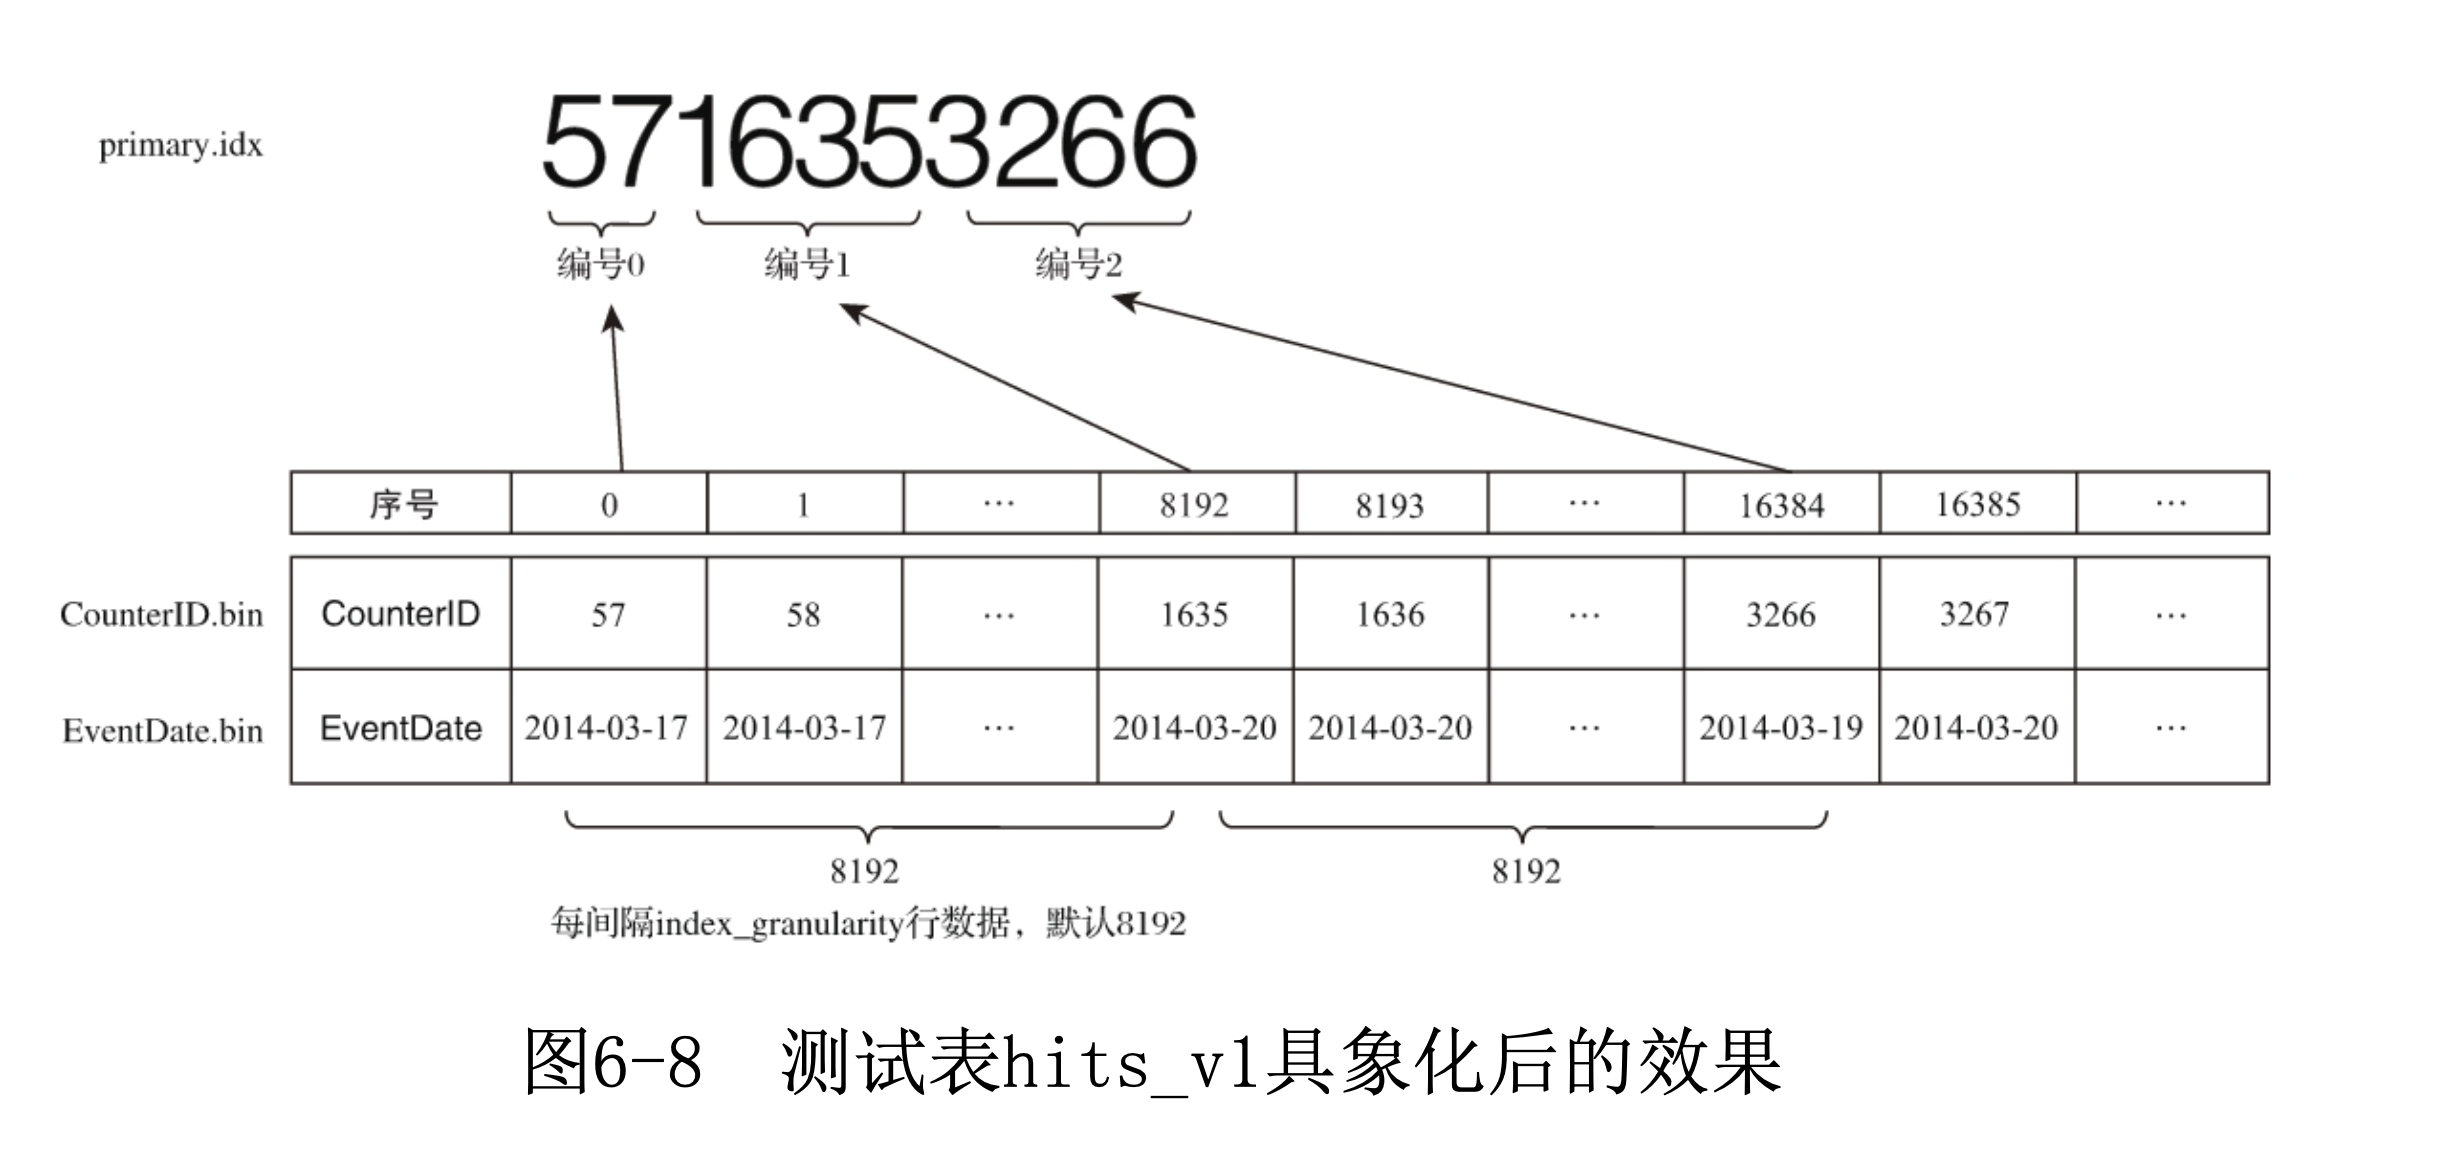 primary.idx 5716353266
编号0 编号1 编号2
序号 0 1 … 8192 8193 … 16384 16385 …
CounterID.bin CounterID 57 58 … 1635 1636 … 3266 3267 …
EventDate.bin EventDate 2014-03-17 2014-03-17 … 2014-03-20 2014-03-20 … 2014-03-19 2014-03-20 …
8192 8192
每间隔index_granularity行数据，默认8192
图6-8 测试表hits_v1具象化后的效果